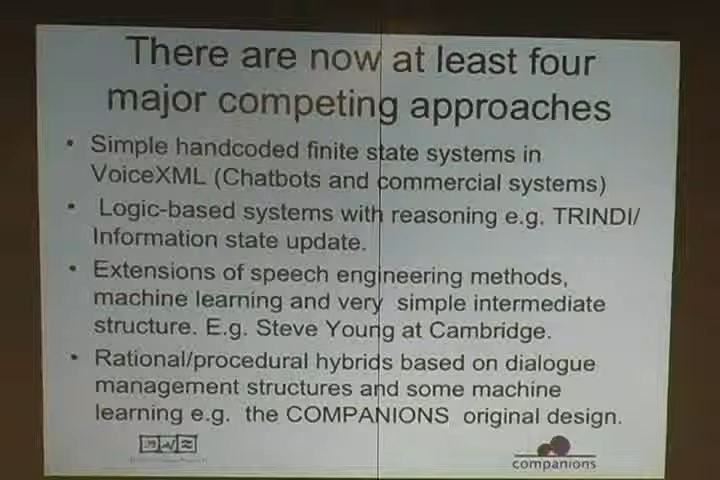 There are now at least four
major competing approaches
• Simple handcoded finite state systems in
VoiceXML (Chatbots and commercial systems)
• Logic-based systems with reasoning e.g. TRINDI/
Information state update.
• Extensions of speech engineering methods,
machine learning and very simple intermediate
structure. E.g. Steve Young at Cambridge.
• Rational/procedural hybrids based on dialogue
management structures and some machine
learning e.g. the COMPANIONS original design.
companions